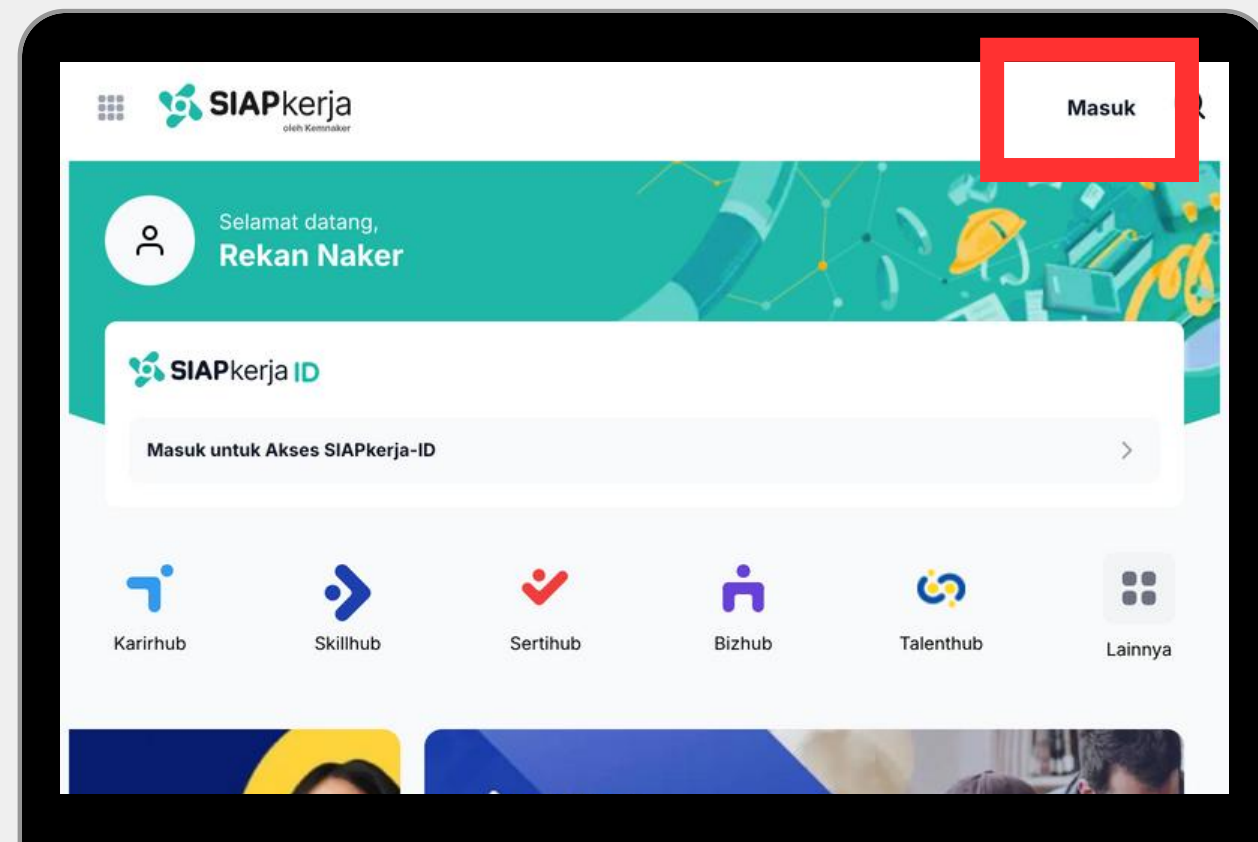 SIAPkerja
oleh Kemnaker
Masuk
Selamat datang,
Rekan Naker
SIAPkerja ID
Masuk untuk Akses SIAPkerja-ID
Karirhub
Skillhub
Sertihub
Bizhub
Talenthub
Lainnya